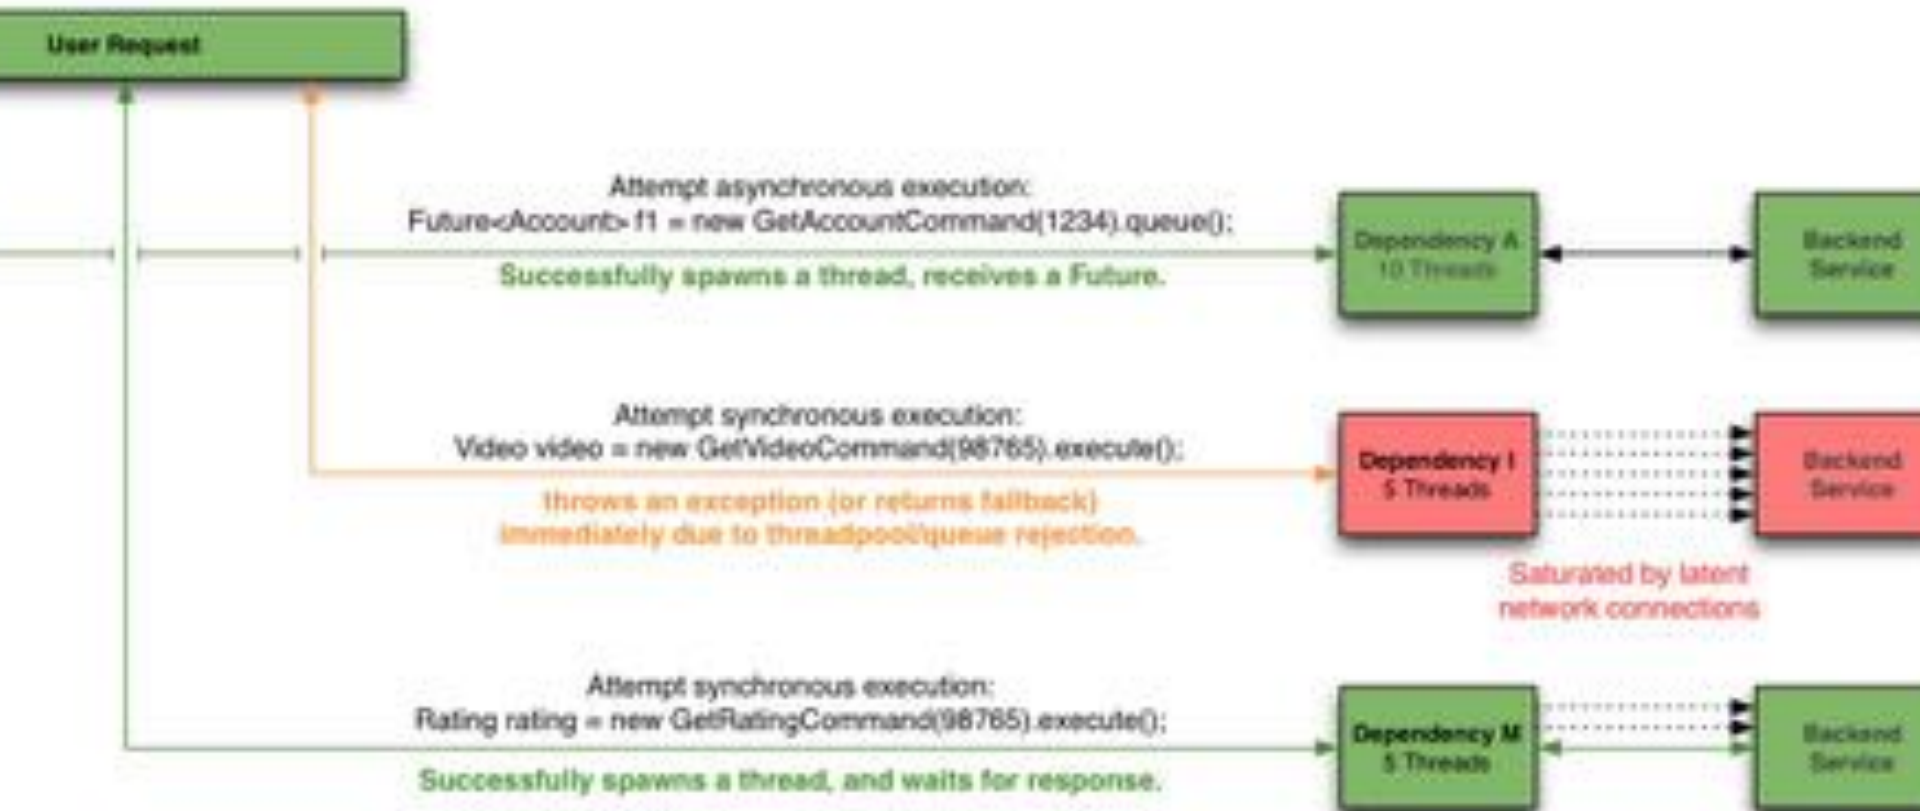 User Request
Attempt asynchronous execution:
Future<Account> f1 = new GetAccountCommand(1234).queue();
Successfully spawns a thread, receives a Future.
Dependency A
10 Threads
Backend
Service
Attempt synchronous execution:
Video video = new GetVideoCommand(98765).execute();
throws an exception (or returns fallback)
immediately due to threadpool/queue rejection.
Dependency I
5 Threads
Backend
Service
Saturated by latent
network connections
Attempt synchronous execution:
Rating rating = new GetRatingCommand(98765).execute();
Successfully spawns a thread, and waits for response.
Dependency M
5 Threads
Backend
Service